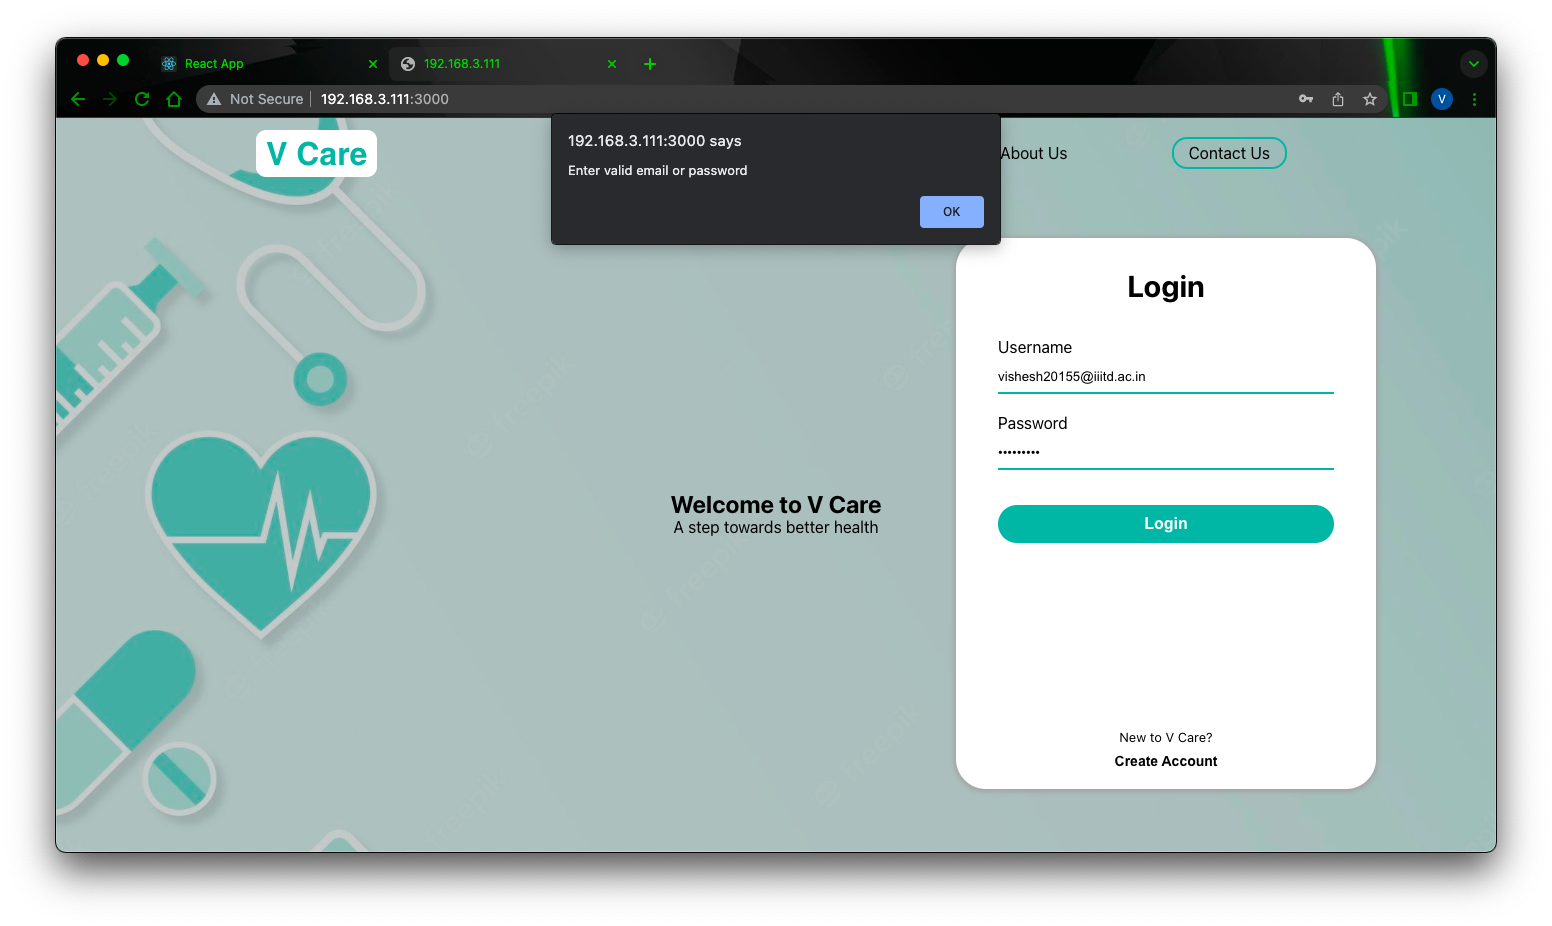 React App
192.168.3.111
Not Secure
192.168.3.111:3000
V
V Care
192.168.3.111:3000 says
Enter valid email or password
OK
About Us
Contact Us
Login
Username
vishesh20155@iiitd.ac.in
Password
•••••••••
Login
Welcome to V Care
A step towards better health
New to V Care?
Create Account
freepik